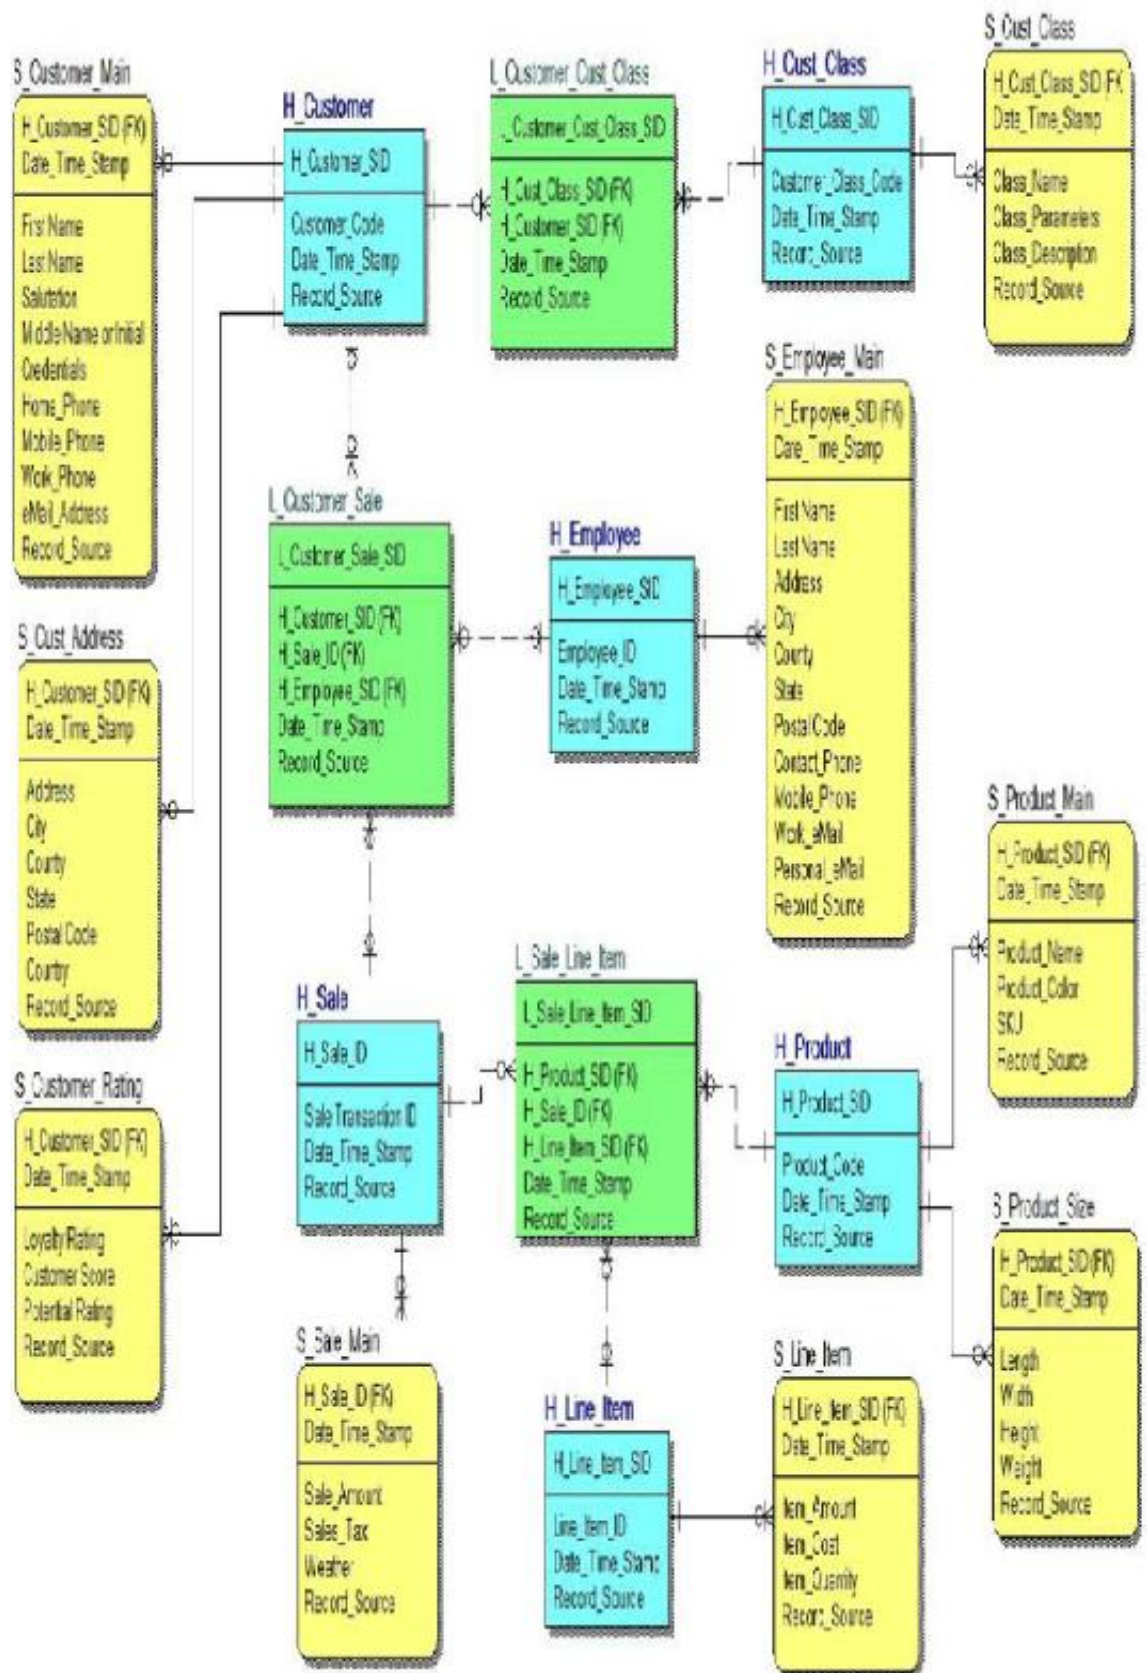 S_Customer_Main
H_Customer_SID (FK)
Date_Time_Stamp
First Name
Last Name
Salutation
Middle Name or Initial
Credentials
Home_Phone
Mobile_Phone
Work_Phone
eMail_Address
Record_Source
H_Customer
H_Customer_SID
Customer_Code
Date_Time_Stamp
Record_Source
L_Customer_Cust_Class
L_Customer_Cust_Class_SID
H_Cust_Class_SID (FK)
H_Customer_SID (FK)
Date_Time_Stamp
Record_Source
H_Cust_Class
H_Cust_Class_SID
Customer_Class_Code
Date_Time_Stamp
Record_Source
S_Cust_Class
H_Cust_Class_SID (FK
Date_Time_Stamp
Class_Name
Class_Parameters
Class_Description
Record_Source
S_Employee_Main
H_Employee_SID (FK)
Date_Time_Stamp
First Name
Last Name
Address
City
County
State
Postal Code
Contact_Phone
Mobile_Phone
Work_eMail
Personal_eMail
Record_Source
L_Customer_Sale
L_Customer_Sale_SID
H_Customer_SID (FK)
H_Sale_ID (FK)
H_Employee_SID (FK)
Date_Time_Stamp
Record_Source
H_Employee
H_Employee_SID
Employee_ID
Date_Time_Stamp
Record_Source
S_Cust_Address
H_Customer_SID (FK)
Date_Time_Stamp
Address
City
County
State
Postal Code
Country
Record_Source
S_Product_Main
H_Product_SID (FK)
Date_Time_Stamp
Product_Name
Product_Color
SKU
Record_Source
H_Sale
H_Sale_ID
Sale Transaction ID
Date_Time_Stamp
Record_Source
L_Sale_Line_Item
L_Sale_Line_Item_SID
H_Product_SID (FK)
H_Sale_ID (FK)
H_Line_Item_SID (FK)
Date_Time_Stamp
Record_Source
H_Product
H_Product_SID
Product_Code
Date_Time_Stamp
Record_Source
S_Customer_Rating
H_Customer_SID (FK)
Date_Time_Stamp
Loyalty Rating
Customer Score
Potential Rating
Record_Source
S_Product_Size
H_Product_SID (FK)
Date_Time_Stamp
Length
Width
Height
Weight
Record_Source
S_Sale_Main
H_Sale_ID (FK)
Date_Time_Stamp
Sale_Amount
Sales_Tax
Weather
Record_Source
H_Line_Item
H_Line_Item_SID
Line_Item_ID
Date_Time_Stamp
Record_Source
S_Line_Item
H_Line_Item_SID (FK)
Date_Time_Stamp
Item_Amount
Item_Cost
Item_Quantity
Record_Source